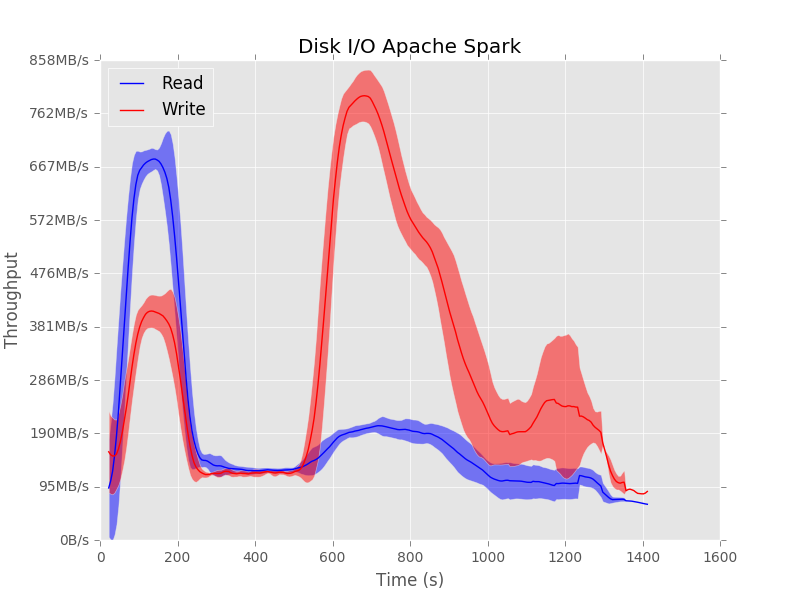 Disk I/O Apache Spark
858MB/s
762MB/s
667MB/s
572MB/s
476MB/s
381MB/s
286MB/s
190MB/s
95MB/s
0B/s
Throughput
Read
Write
0 200 400 600 800 1000 1200 1400 1600
Time (s)